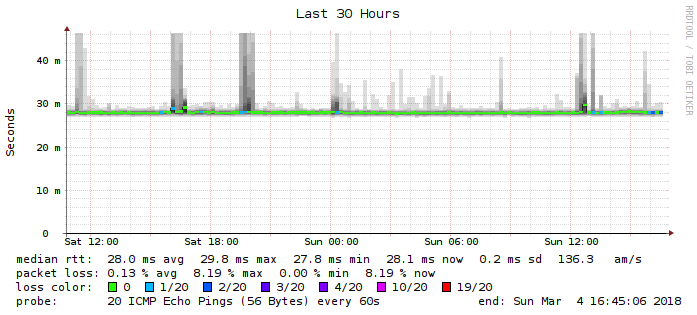 Last 30 Hours
RRDTOOL / TOBI OETIKER
Seconds
40 m
30 m
20 m
10 m
0
Sat 12:00 Sat 18:00 Sun 00:00 Sun 06:00 Sun 12:00
median rtt: 28.0 ms avg 29.8 ms max 27.8 ms min 28.1 ms now 0.2 ms sd 136.3 am/s
packet loss: 0.13 % avg 8.19 % max 0.00 % min 8.19 % now
loss color: 0 1/20 2/20 3/20 4/20 10/20 19/20
probe: 20 ICMP Echo Pings (56 Bytes) every 60s end: Sun Mar 4 16:45:06 2018